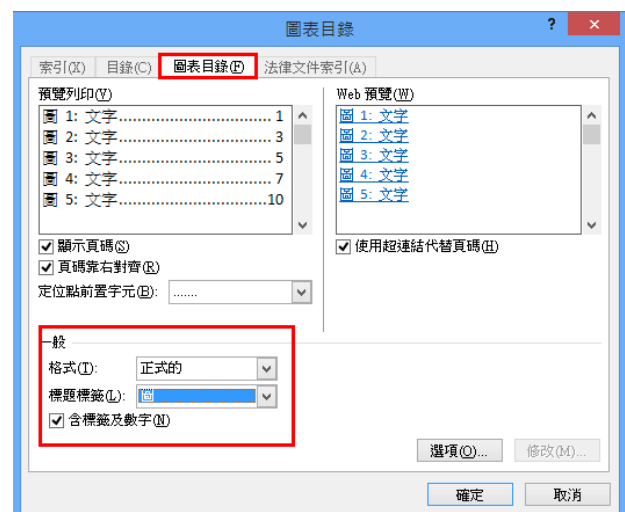 圖表目錄
? ×
索引(X) 目錄(C) 圖表目錄(F) 法律文件索引(A)
預覽列印(V)
圖 1: 文字................................ 1
圖 2: 文字................................ 3
圖 3: 文字................................ 5
圖 4: 文字................................ 7
圖 5: 文字...............................10
Web 預覽(W)
圖 1: 文字
圖 2: 文字
圖 3: 文字
圖 4: 文字
圖 5: 文字
顯示頁碼(S)
頁碼靠右對齊(R)
定位點前置字元(B): .......
使用超連結代替頁碼(H)
一般
格式(T): 正式的
標題標籤(L): 圖
含標籤及數字(N)
選項(O)... 修改(M)...
確定 取消